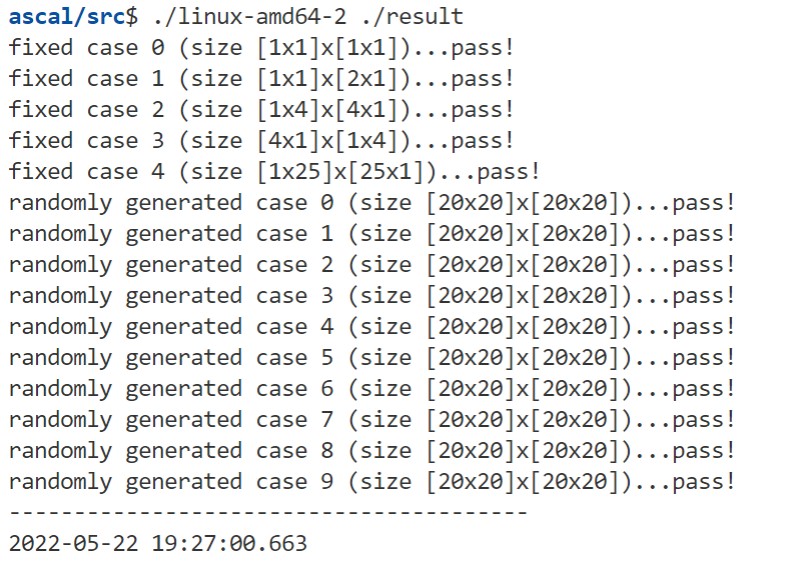 ascal/src$ ./linux-amd64-2 ./result
fixed case 0 (size [1x1]x[1x1])...pass!
fixed case 1 (size [1x1]x[2x1])...pass!
fixed case 2 (size [1x4]x[4x1])...pass!
fixed case 3 (size [4x1]x[1x4])...pass!
fixed case 4 (size [1x25]x[25x1])...pass!
randomly generated case 0 (size [20x20]x[20x20])...pass!
randomly generated case 1 (size [20x20]x[20x20])...pass!
randomly generated case 2 (size [20x20]x[20x20])...pass!
randomly generated case 3 (size [20x20]x[20x20])...pass!
randomly generated case 4 (size [20x20]x[20x20])...pass!
randomly generated case 5 (size [20x20]x[20x20])...pass!
randomly generated case 6 (size [20x20]x[20x20])...pass!
randomly generated case 7 (size [20x20]x[20x20])...pass!
randomly generated case 8 (size [20x20]x[20x20])...pass!
randomly generated case 9 (size [20x20]x[20x20])...pass!
----------------------------------------
2022-05-22 19:27:00.663